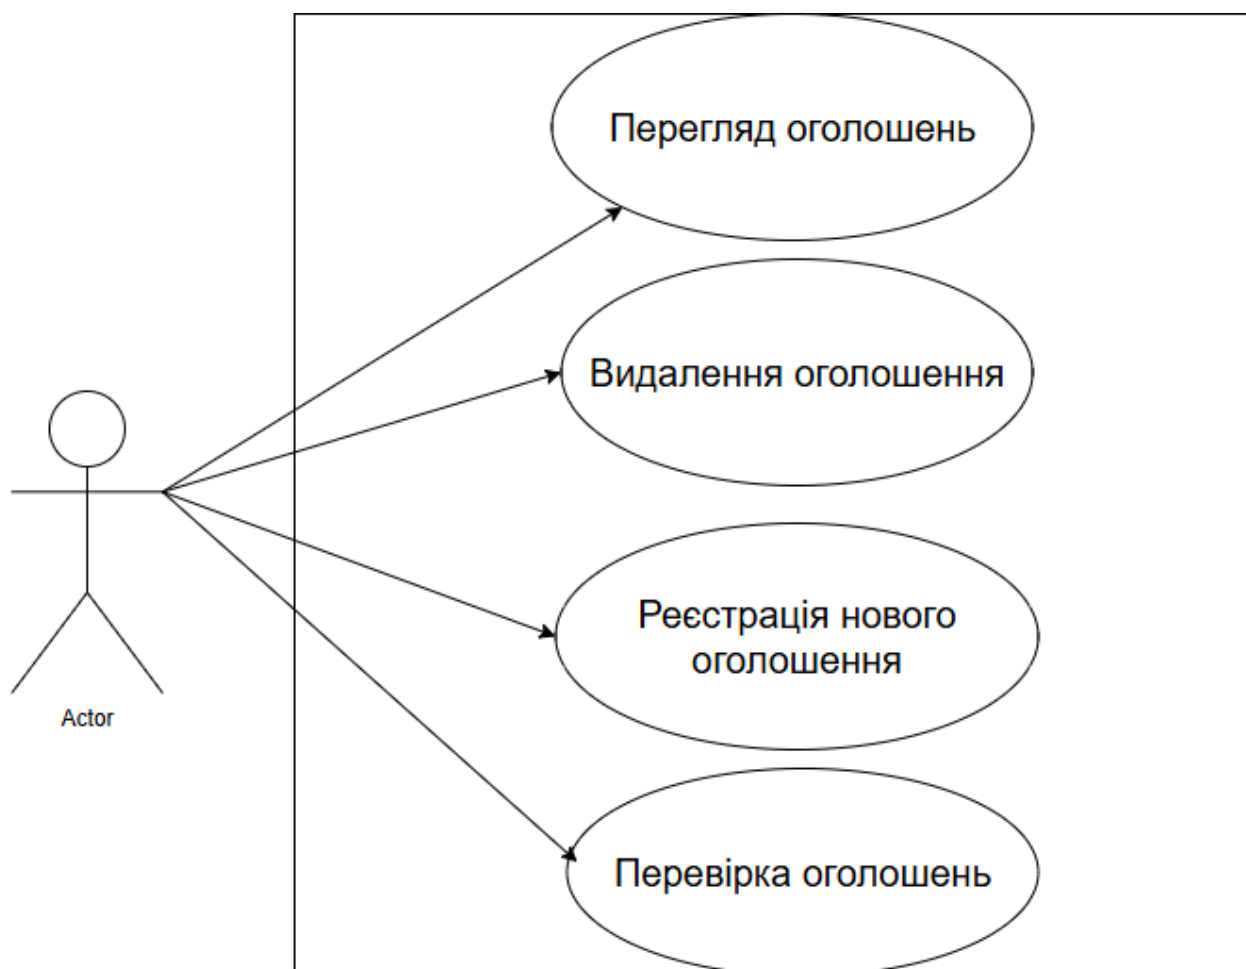 Перегляд оголошень
Видалення оголошення
Реєстрація нового
оголошення
Actor
Перевірка оголошень